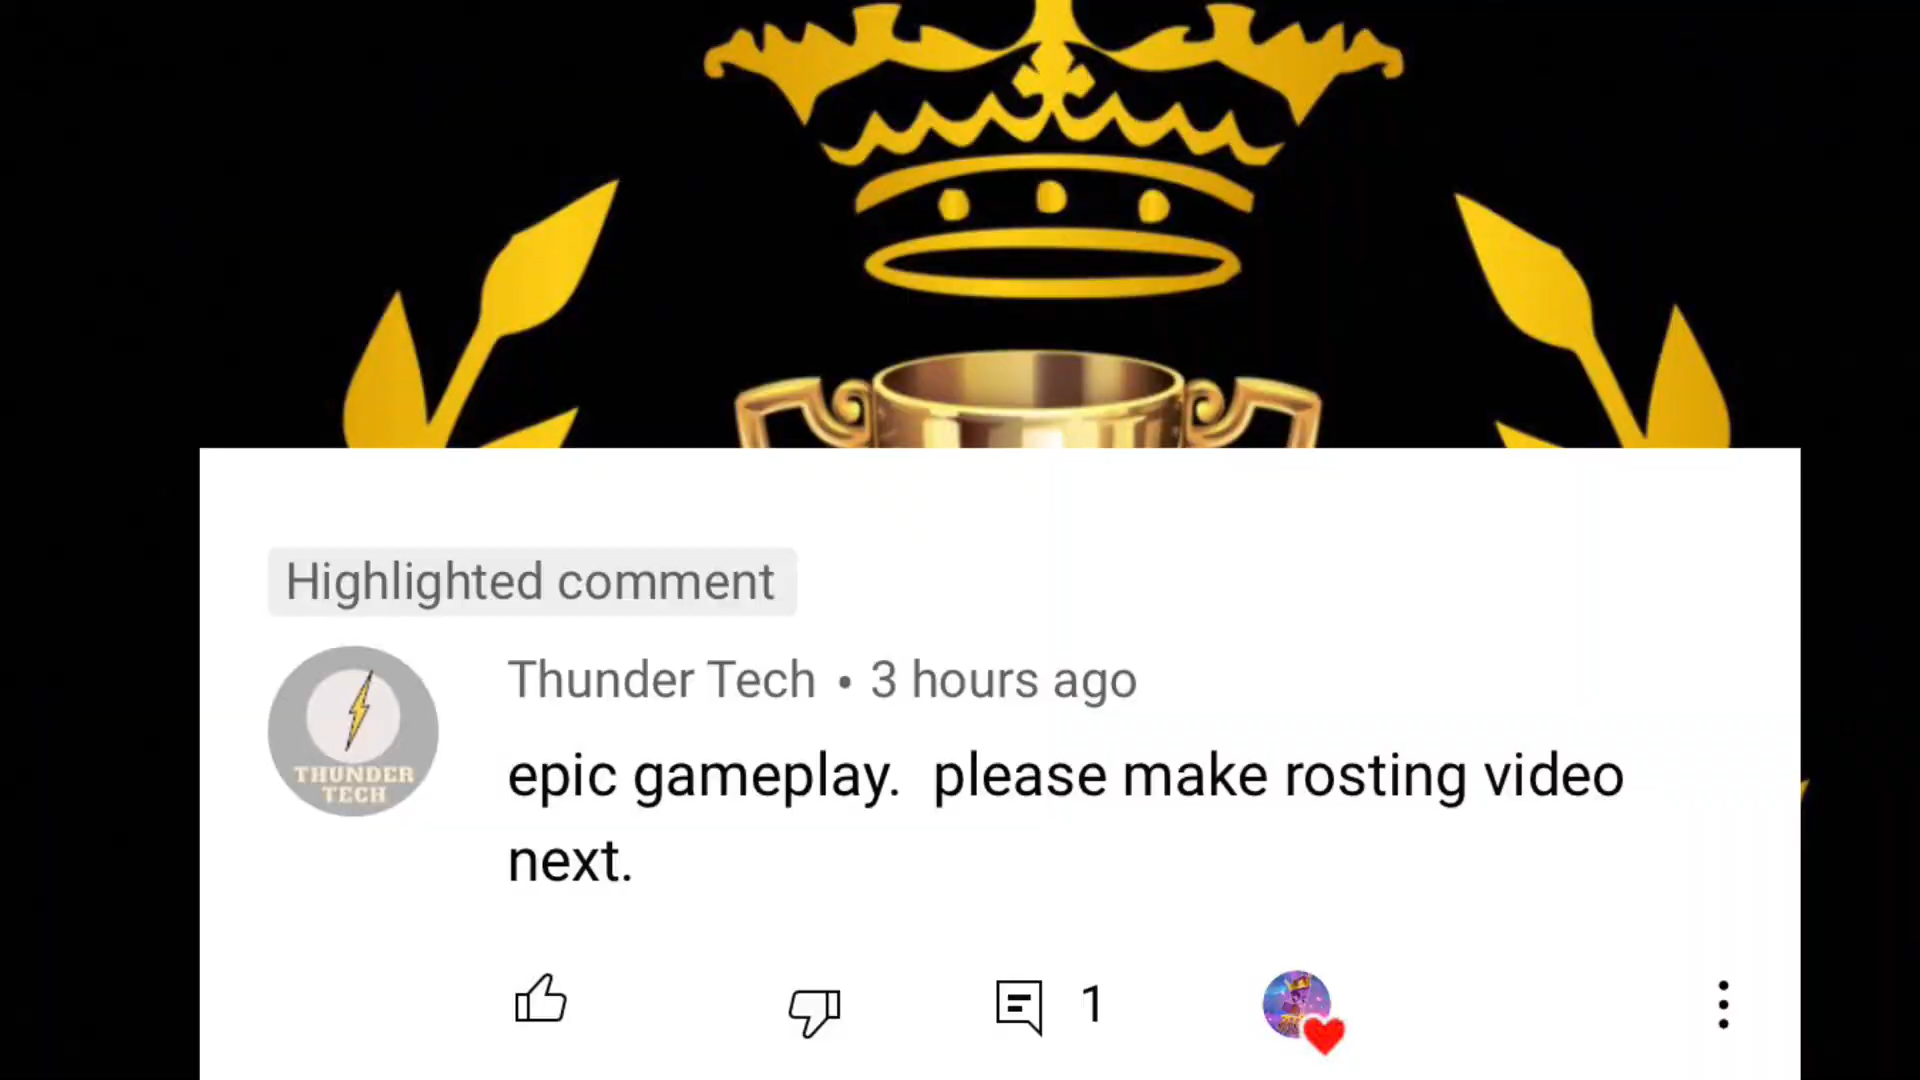 Highlighted comment
Thunder Tech • 3 hours ago
THUNDER
TECH
epic gameplay.  please make rosting video
next.
1